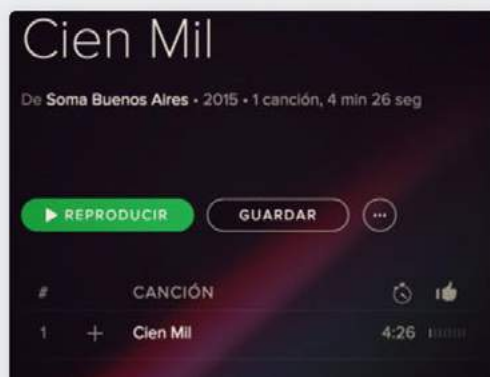 Cien Mil
De Soma Buenos Aires • 2015 • 1 canción, 4 min 26 seg
REPRODUCIR GUARDAR
# CANCIÓN
1 + Cien Mil 4:26